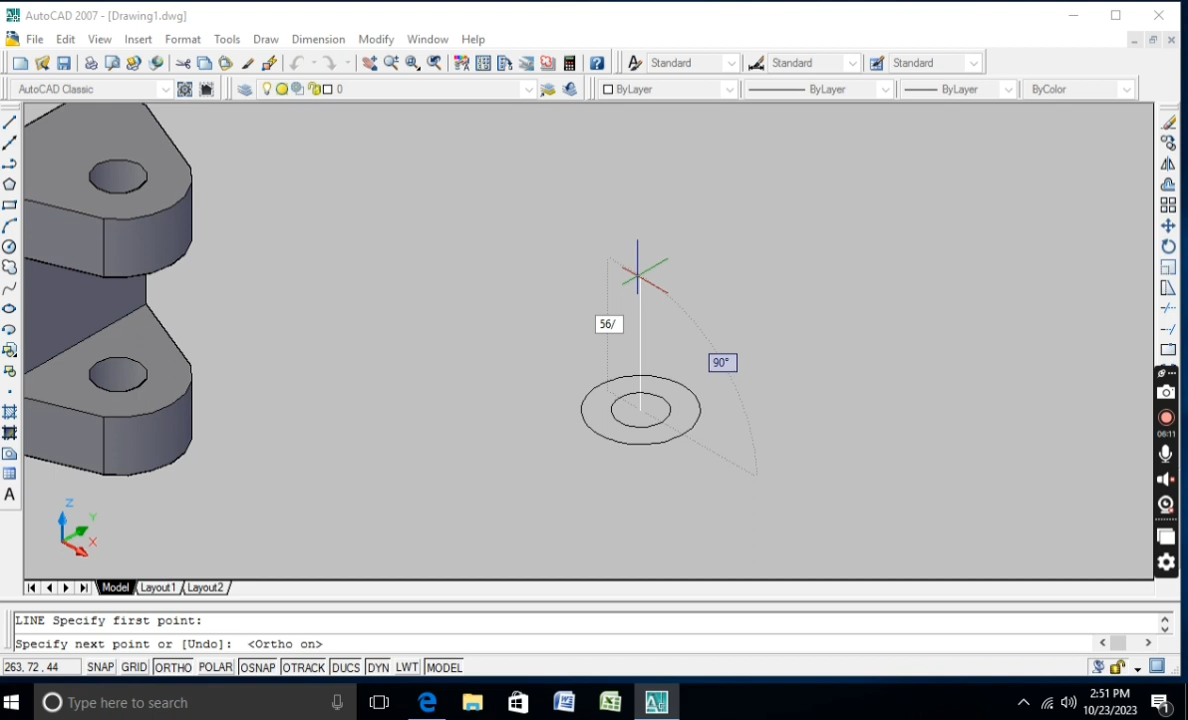 AutoCAD 2007 - [Drawing1.dwg]
File Edit View Insert Format Tools Draw Dimension Modify Window Help
Standard Standard Standard
AutoCAD Classic 0 ByLayer ByLayer ByLayer ByColor
56/
90°
06:11
A
Z
Y
X
Model Layout1 Layout2
LINE Specify first point:
Specify next point or [Undo]: <Ortho on>
263, 72, 44 SNAP GRID ORTHO POLAR OSNAP OTRACK DUCS DYN LWT MODEL
Type here to search
2:51 PM
10/23/2023
1